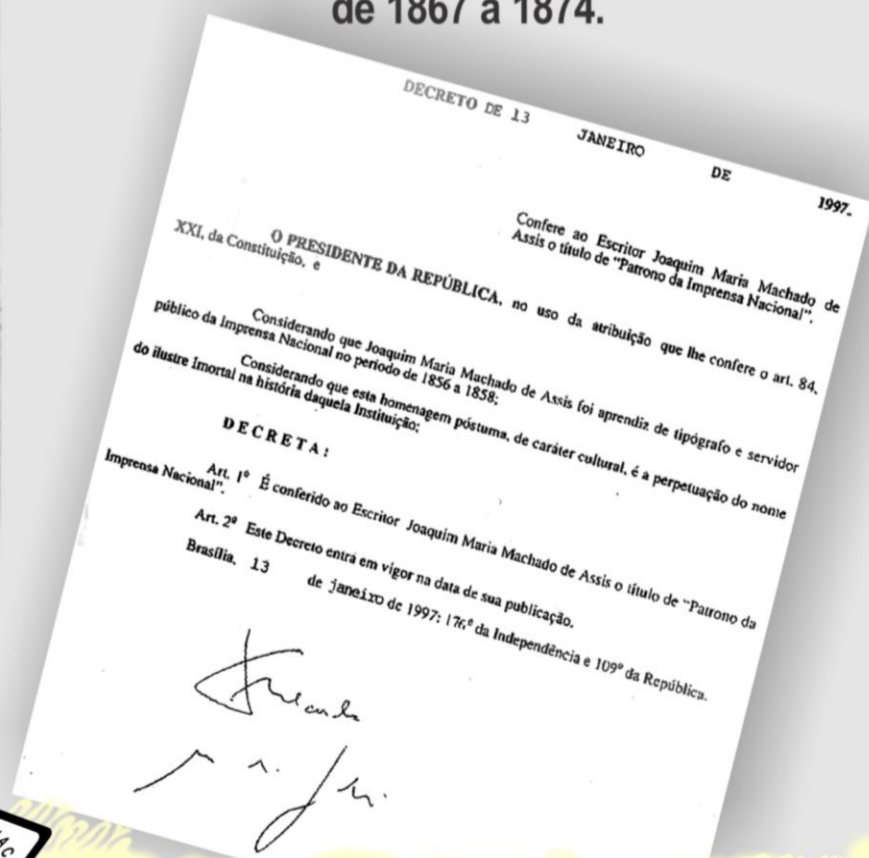 de 1867 a 1874.
DECRETO DE 13 JANEIRO DE 1997.
Confere ao Escritor Joaquim Maria Machado de
Assis o título de "Patrono da Imprensa Nacional".
O PRESIDENTE DA REPÚBLICA, no uso da atribuição que lhe confere o art. 84,
XXI, da Constituição, e
Considerando que Joaquim Maria Machado de Assis foi aprendiz de tipógrafo e servidor
público da Imprensa Nacional no período de 1856 a 1858;
Considerando que esta homenagem póstuma, de caráter cultural, é a perpetuação do nome
do ilustre Imortal na história daquela Instituição;
DECRETA:
Art. 1º É conferido ao Escritor Joaquim Maria Machado de Assis o título de "Patrono da
Imprensa Nacional".
Art. 2º Este Decreto entra em vigor na data de sua publicação.
Brasília, 13 de janeiro de 1997; 176º da Independência e 109º da República.